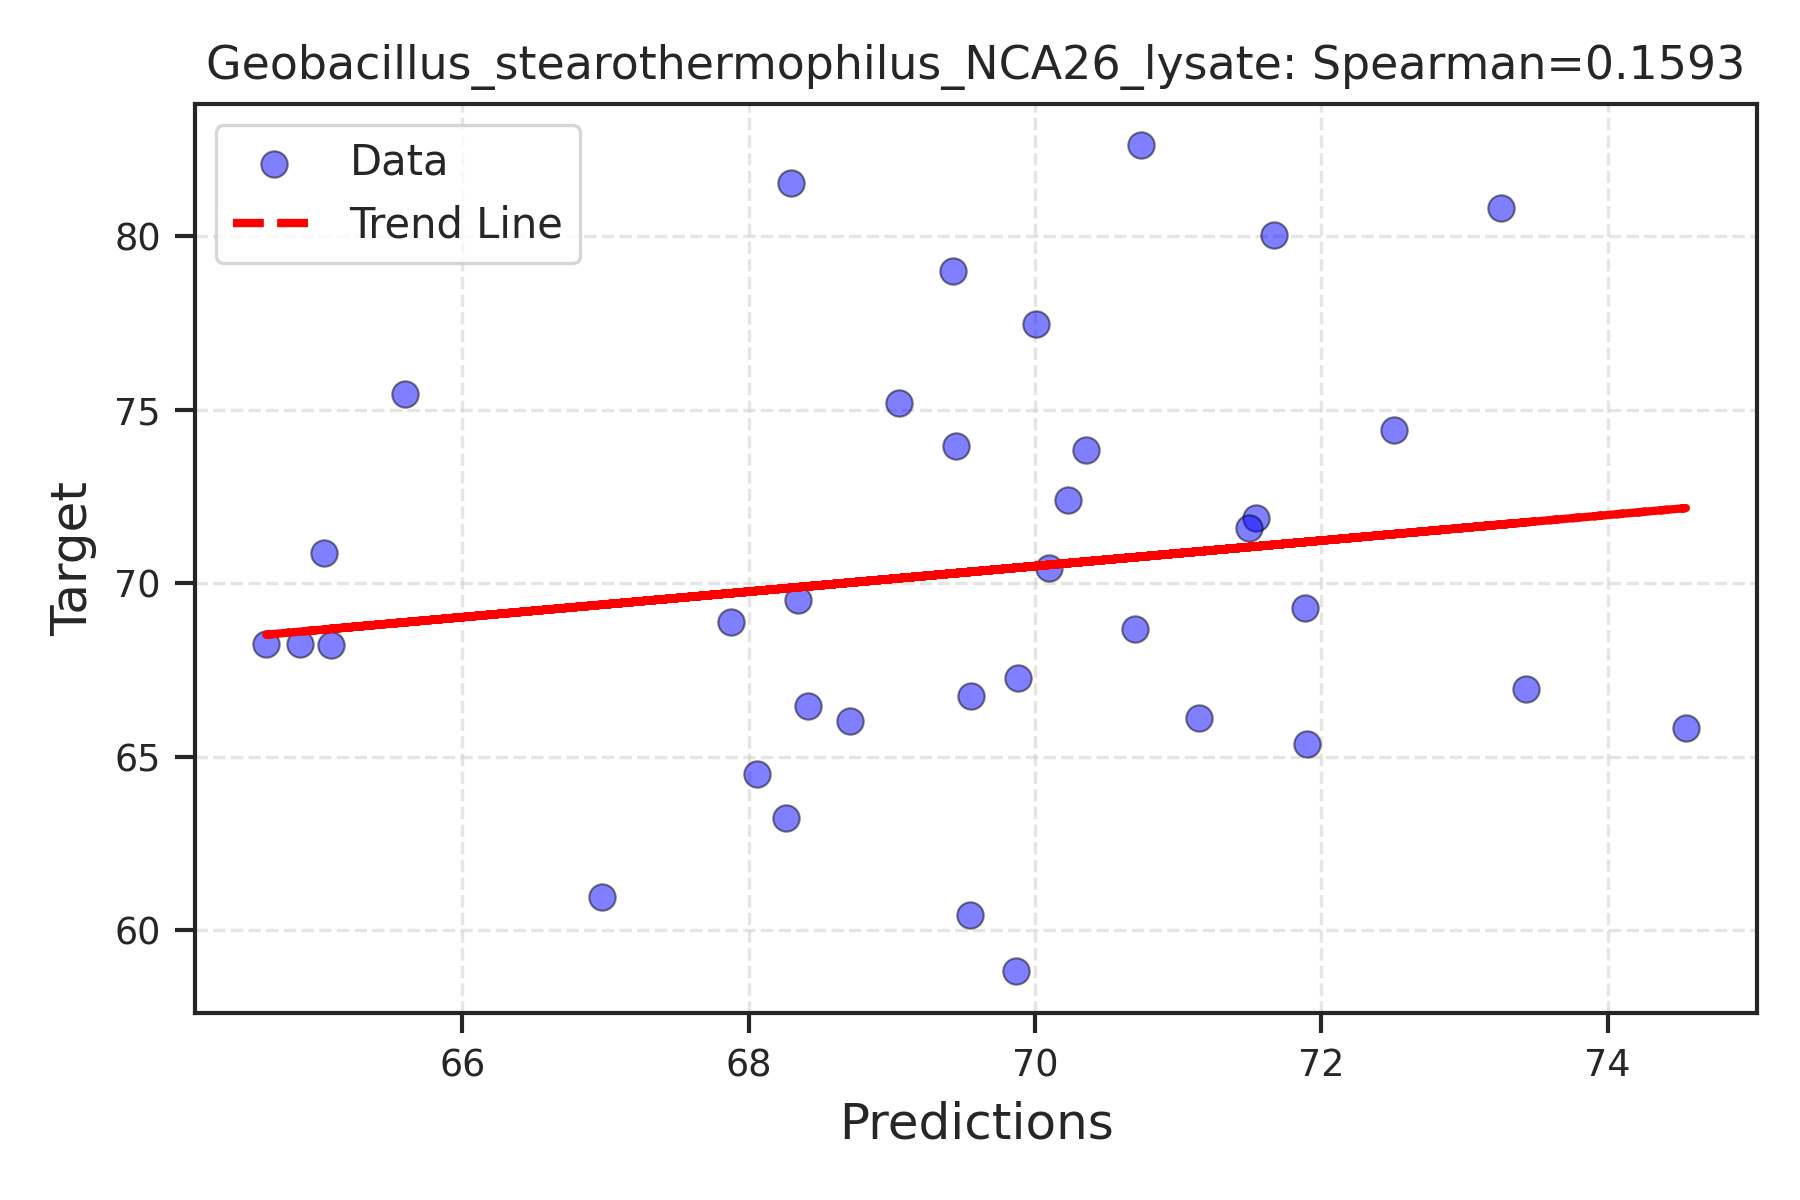 Geobacillus_stearothermophilus_NCA26_lysate: Spearman=0.1593
Data
Trend Line
80
75
70
65
60
Target
66 68 70 72 74
Predictions